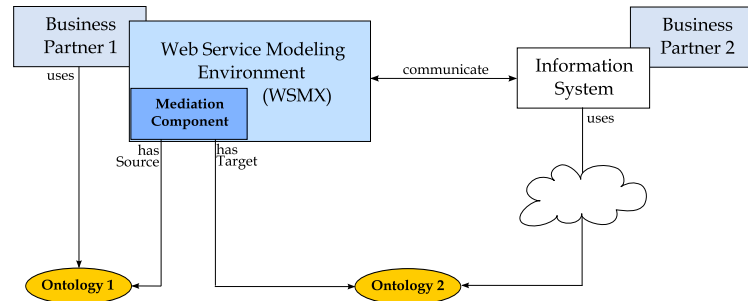 Business
Partner 1
Web Service Modeling
Environment
(WSMX)
Mediation
Component
communicate
Information
System
Business
Partner 2
uses
has
Source
has
Target
uses
Ontology 1
Ontology 2